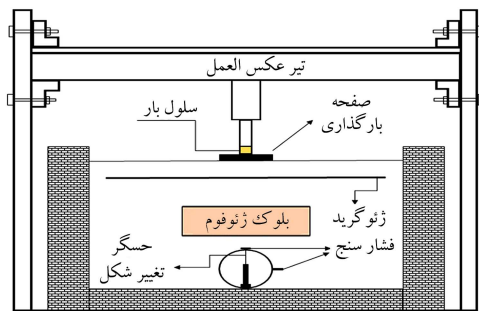 تیر عکس العمل
سلول بار
صفحه
بارگذاری
ژئوگرید
بلوک ژئوفوم
فشار سنج
حسگر
تغییر شکل